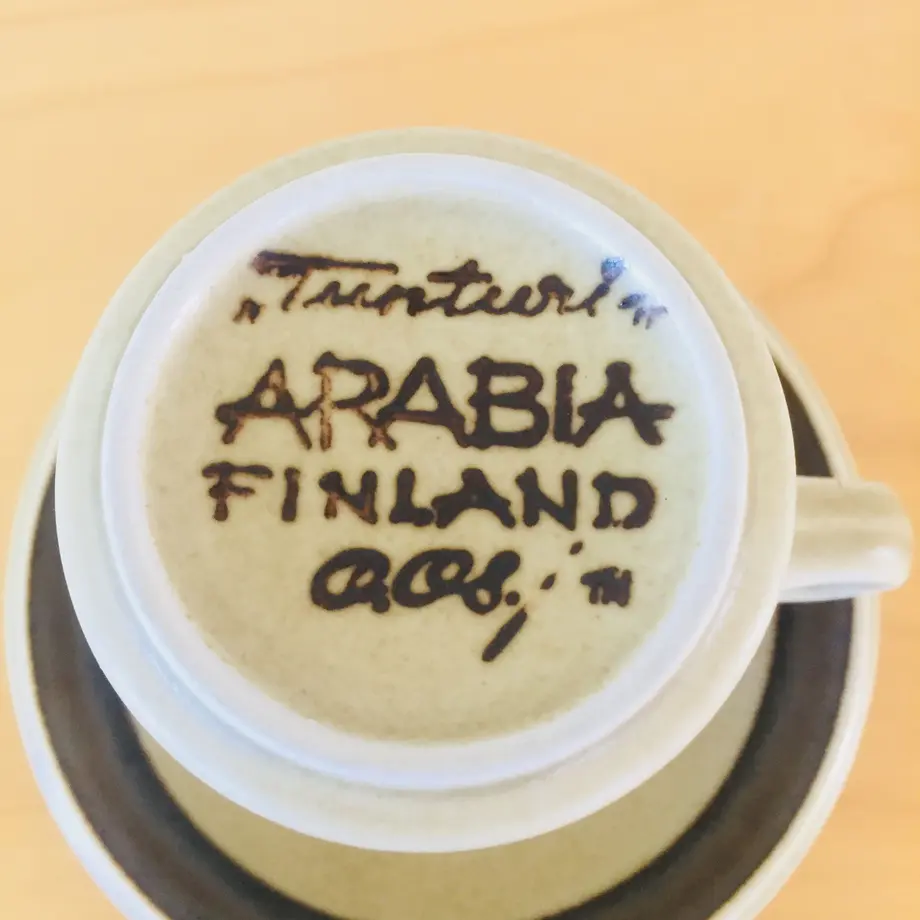 „Tunturi"
ARABIA
FINLAND
TM